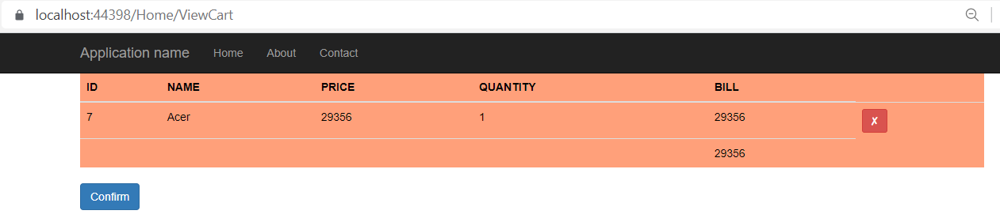 localhost:44398/Home/ViewCart
Application name Home About Contact
ID NAME PRICE QUANTITY BILL
7 Acer 29356 1 29356 ✗
29356
Confirm